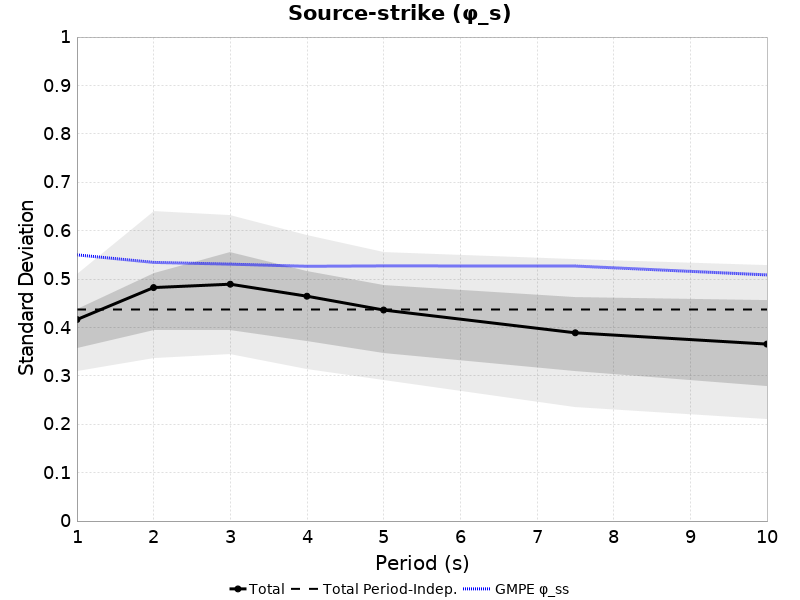 Source-strike (φ_s)
Standard Deviation
1
0.9
0.8
0.7
0.6
0.5
0.4
0.3
0.2
0.1
0
1 2 3 4 5 6 7 8 9 10
Period (s)
Total Total Period-Indep. GMPE φ_ss